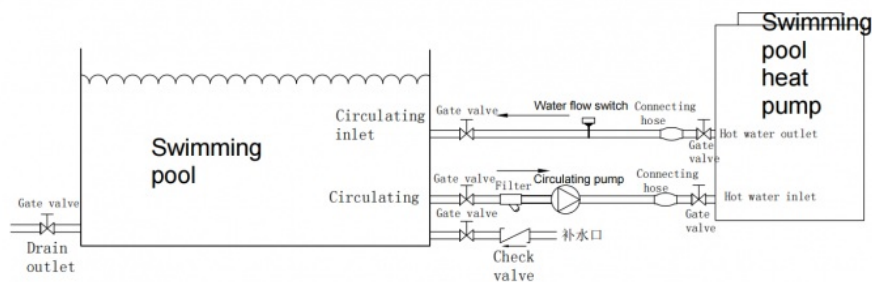 Swimming
pool
heat
pump
Circulating
inlet
Gate valve
Water flow switch
Connecting
hose
Hot water outlet
Gate
valve
Swimming
pool
Circulating
Gate valve
Filter
Circulating pump
Connecting
hose
Hot water inlet
Gate
valve
Gate valve
Gate valve
补水口
Drain
outlet
Check
valve